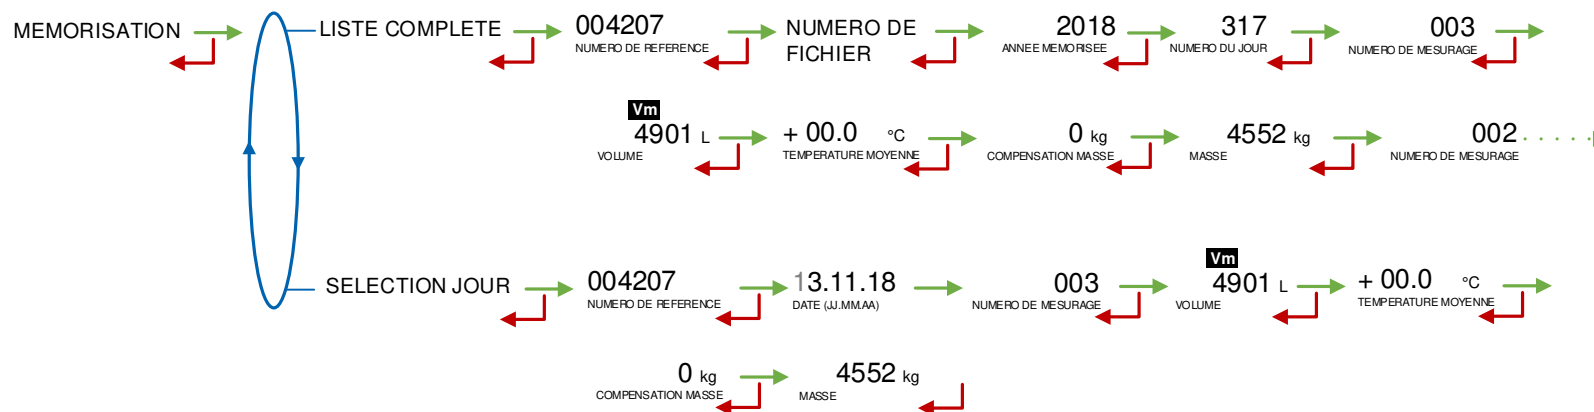 MEMORISATION
LISTE COMPLETE
004207
NUMERO DE REFERENCE
NUMERO DE
FICHIER
2018
ANNEE MEMORISEE
317
NUMERO DU JOUR
003
NUMERO DE MESURAGE
Vm
4901 L
VOLUME
+ 00.0 °C
TEMPERATURE MOYENNE
0 kg
COMPENSATION MASSE
4552 kg
MASSE
002
NUMERO DE MESURAGE
SELECTION JOUR
004207
NUMERO DE REFERENCE
13.11.18
DATE (JJ.MM.AA)
003
NUMERO DE MESURAGE
Vm
4901 L
VOLUME
+ 00.0 °C
TEMPERATURE MOYENNE
0 kg
COMPENSATION MASSE
4552 kg
MASSE